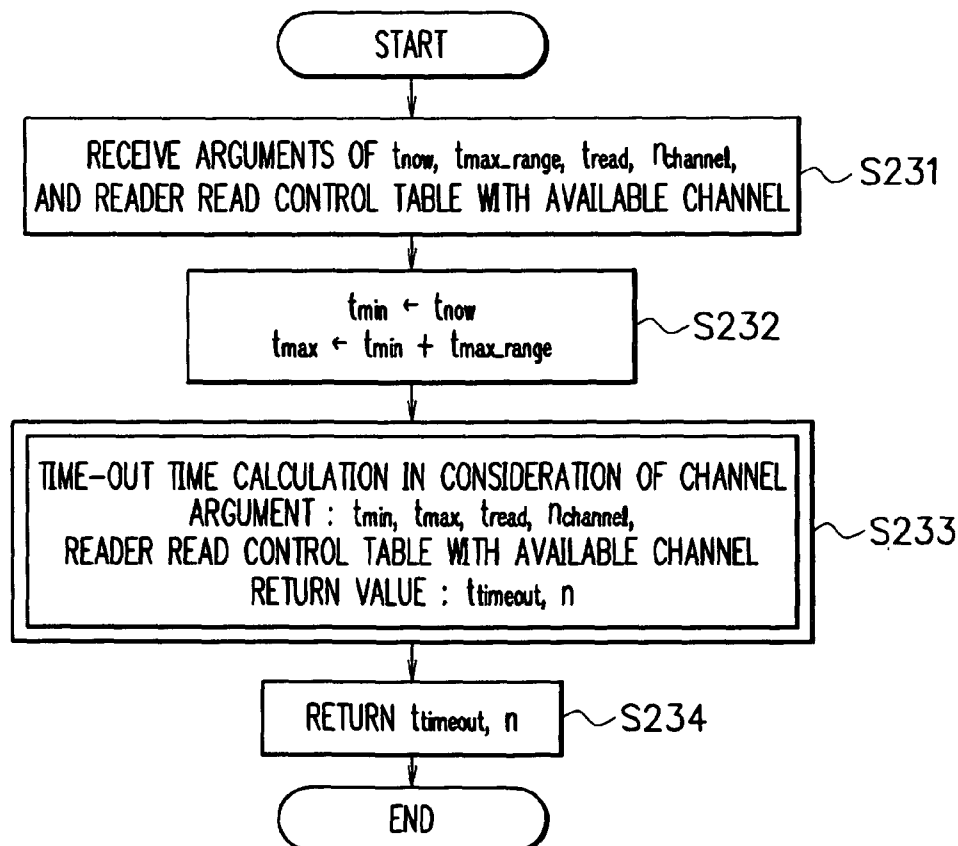 START
RECEIVE ARGUMENTS OF tnow, tmax_range, tread, nchannel,
AND READER READ CONTROL TABLE WITH AVAILABLE CHANNEL
S231
tmin ← tnow
tmax ← tmin + tmax_range
S232
TIME-OUT TIME CALCULATION IN CONSIDERATION OF CHANNEL
ARGUMENT : tmin, tmax, tread, nchannel,
READER READ CONTROL TABLE WITH AVAILABLE CHANNEL
RETURN VALUE : ttimeout, n
S233
RETURN ttimeout, n
S234
END